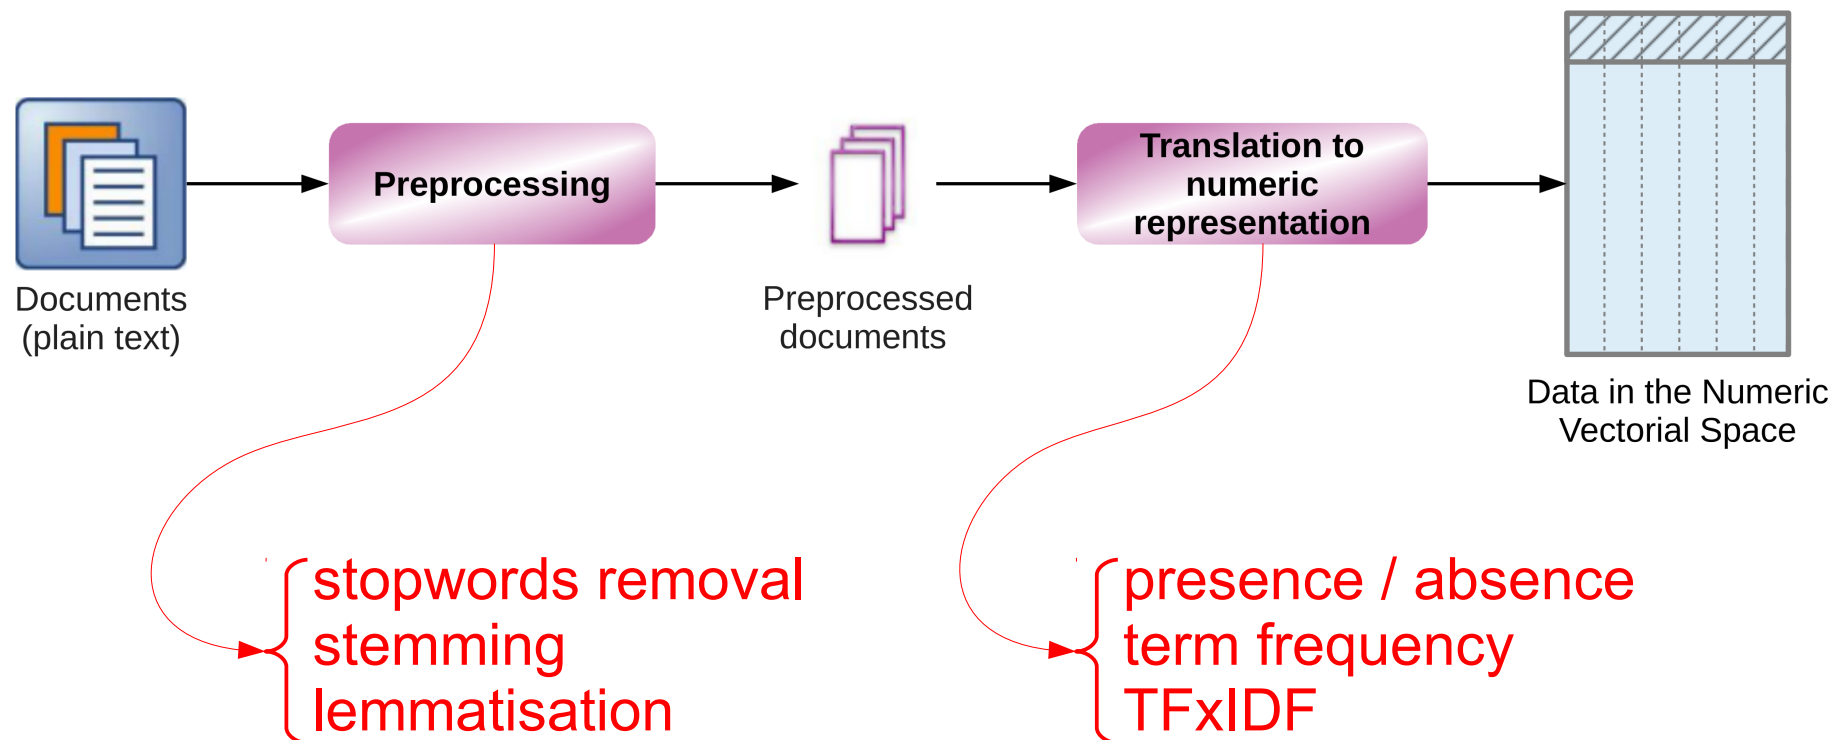 Documents
(plain text)
Preprocessing
Preprocessed
documents
Translation to
numeric
representation
Data in the Numeric
Vectorial Space
stopwords removal
stemming
lemmatisation
presence / absence
term frequency
TFxIDF